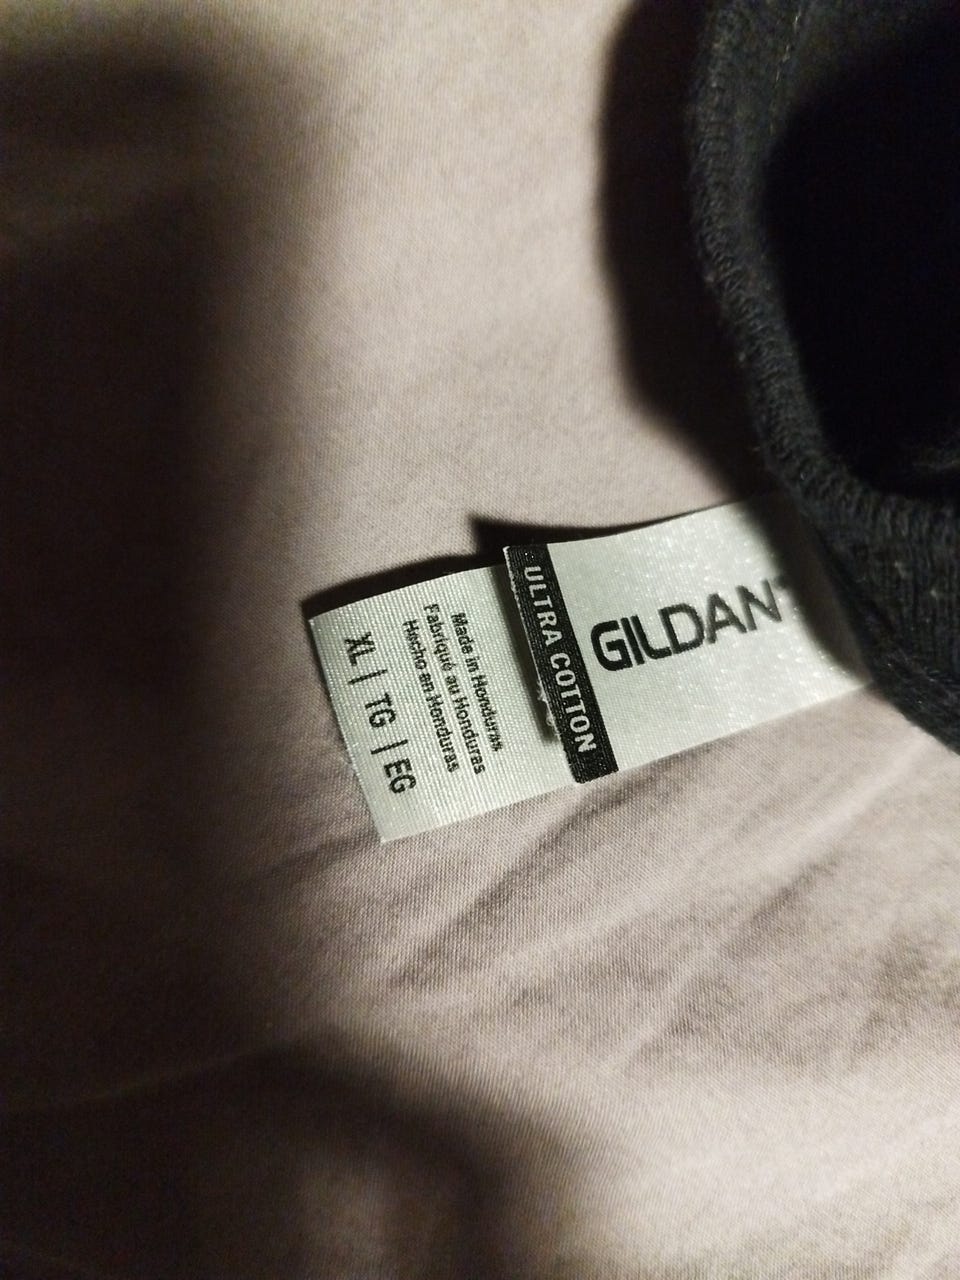 GILDAN
ULTRA COTTON
Made in Honduras
Fabriqué au Honduras
Hecho en Honduras
XL | TG | EG